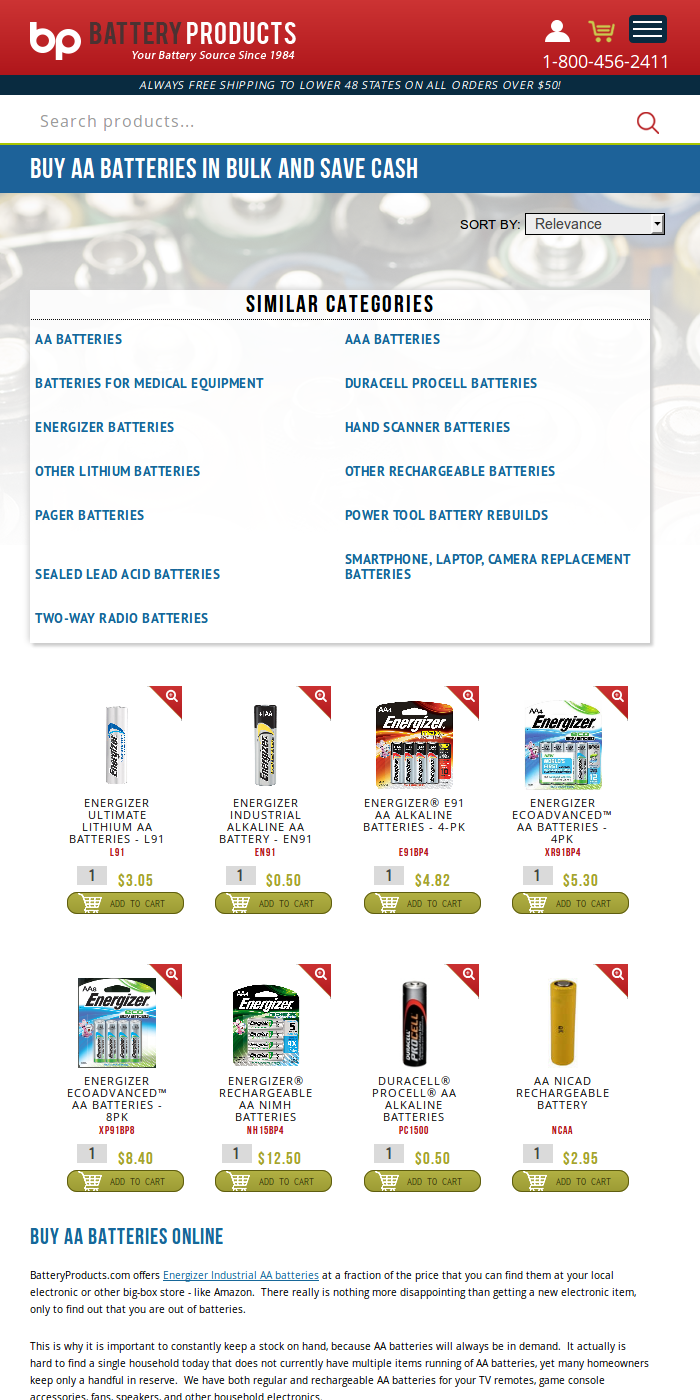 bp BATTERY PRODUCTS
Your Battery Source Since 1984
1-800-456-2411
ALWAYS FREE SHIPPING TO LOWER 48 STATES ON ALL ORDERS OVER $50!
Search products...
BUY AA BATTERIES IN BULK AND SAVE CASH
SORT BY: Relevance
SIMILAR CATEGORIES
AA BATTERIES AAA BATTERIES
BATTERIES FOR MEDICAL EQUIPMENT DURACELL PROCELL BATTERIES
ENERGIZER BATTERIES HAND SCANNER BATTERIES
OTHER LITHIUM BATTERIES OTHER RECHARGEABLE BATTERIES
PAGER BATTERIES POWER TOOL BATTERY REBUILDS
SEALED LEAD ACID BATTERIES
SMARTPHONE, LAPTOP, CAMERA REPLACEMENT
BATTERIES
TWO-WAY RADIO BATTERIES
ENERGIZER
ULTIMATE
LITHIUM AA
BATTERIES - L91
L91
1 $3.05
ADD TO CART
ENERGIZER
INDUSTRIAL
ALKALINE AA
BATTERY - EN91
EN91
1 $0.50
ADD TO CART
AA4
Energizer
ENERGIZER® E91
AA ALKALINE
BATTERIES - 4-PK
E91BP4
1 $4.82
ADD TO CART
AA4
Energizer
ENERGIZER
ECOADVANCED™
AA BATTERIES -
4PK
XR91BP4
1 $5.30
ADD TO CART
AA8
Energizer
ENERGIZER
ECOADVANCED™
AA BATTERIES -
8PK
XP91BP8
1 $8.40
ADD TO CART
AA4
Energizer
ENERGIZER®
RECHARGEABLE
AA NIMH
BATTERIES
NH15BP4
1 $12.50
ADD TO CART
DURACELL
PROCELL
DURACELL®
PROCELL® AA
ALKALINE
BATTERIES
PC1500
1 $0.50
ADD TO CART
AA NICAD
RECHARGEABLE
BATTERY
NCAA
1 $2.95
ADD TO CART
BUY AA BATTERIES ONLINE
BatteryProducts.com offers Energizer Industrial AA batteries at a fraction of the price that you can find them at your local
electronic or other big-box store - like Amazon. There really is nothing more disappointing than getting a new electronic item,
only to find out that you are out of batteries.
This is why it is important to constantly keep a stock on hand, because AA batteries will always be in demand. It actually is
hard to find a single household today that does not currently have multiple items running of AA batteries, yet many homeowners
keep only a handful in reserve. We have both regular and rechargeable AA batteries for your TV remotes, game console
accessories, fans, speakers, and other household electronics.